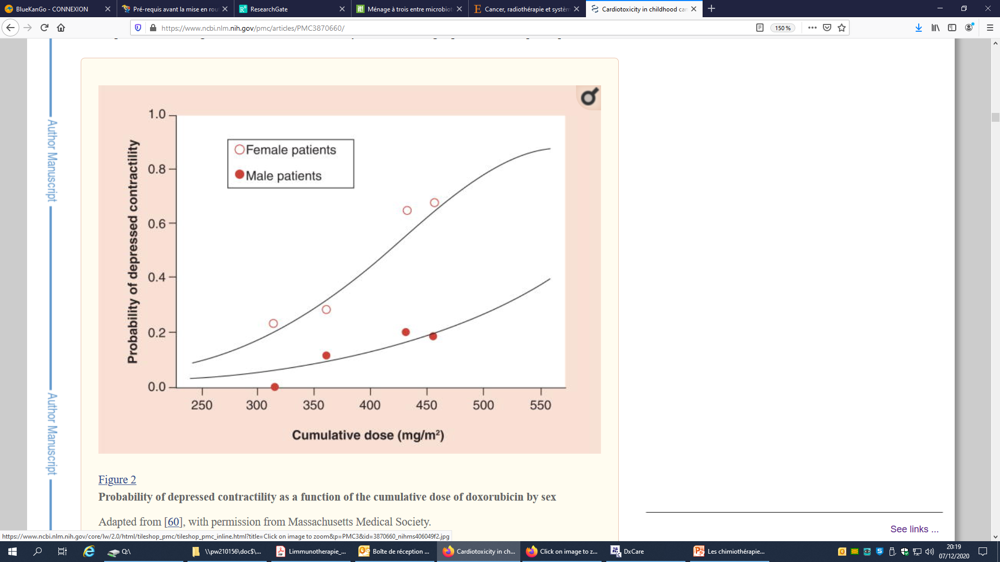 BlueKanGo - CONNEXION
Pré-requis avant la mise en rou
ResearchGate
Ménage à trois entre microbiot
Cancer, radiothérapie et systèm
Cardiotoxicity in childhood can
https://www.ncbi.nlm.nih.gov/pmc/articles/PMC3870660/
150 %
Author Manuscript
Author Manuscript
1.0
0.8
0.6
0.4
0.2
0.0
Probability of depressed contractility
Female patients
Male patients
250 300 350 400 450 500 550
Cumulative dose (mg/m²)
Figure 2
Probability of depressed contractility as a function of the cumulative dose of doxorubicin by sex
Adapted from [60], with permission from Massachusetts Medical Society.
See links ...
https://www.ncbi.nlm.nih.gov/core/lw/2.0/html/tileshop_pmc/tileshop_pmc_inline.html?title=Click on image to zoom&p=PMC3&id=3870660_nihms406049f2.jpg
Q:\
\\pw210156\doc$\...
Limmunotherapie_...
Boîte de réception ...
Cardiotoxicity in ch...
Click on image to z...
DxCare
Les chimiothérapie...
20:19
07/12/2020